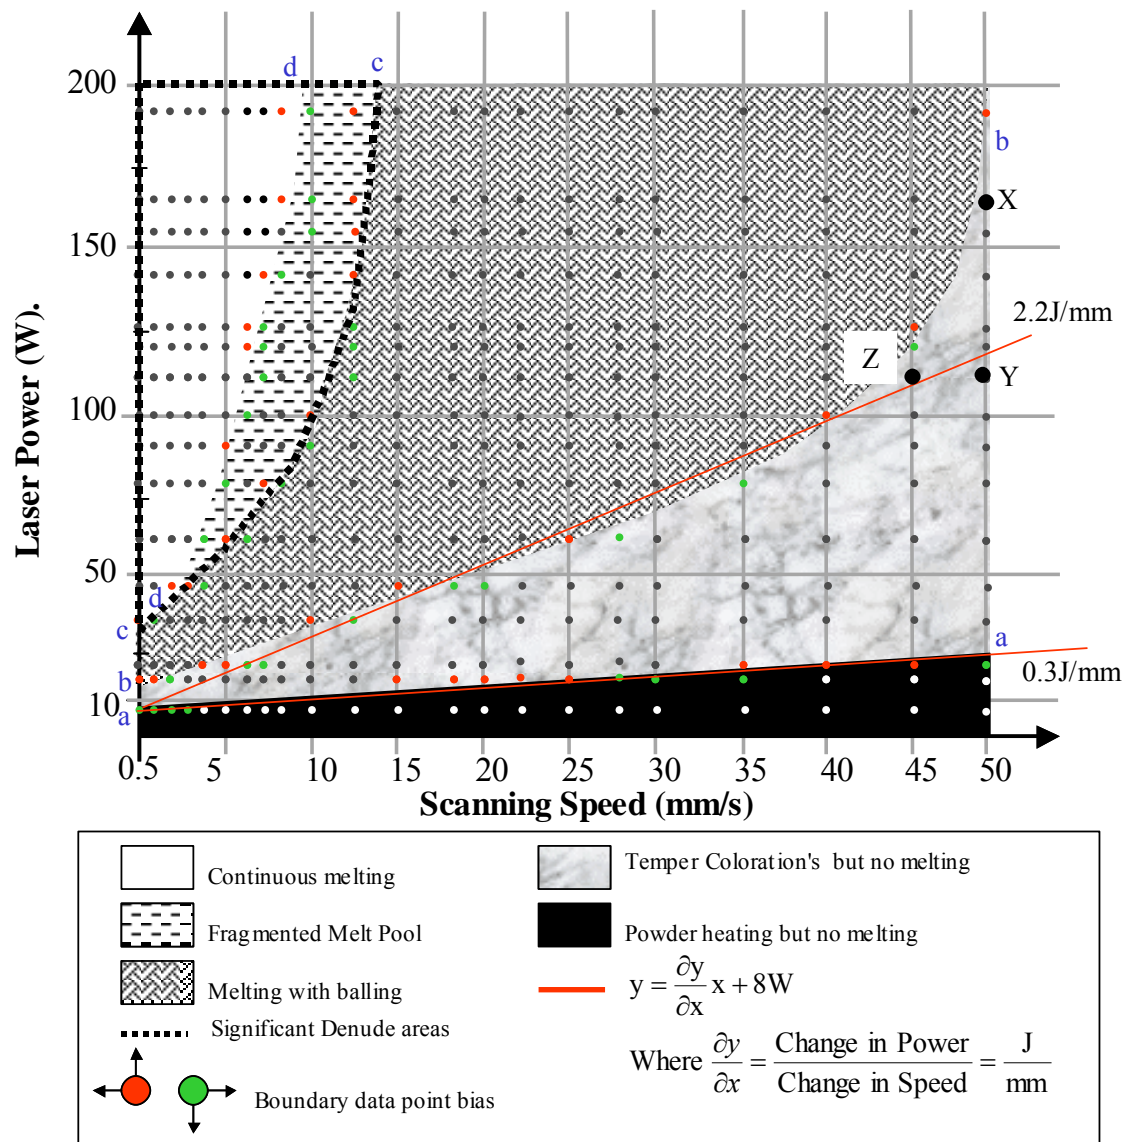 d
c
200
b
X
150
2.2J/mm
Z
Y
100
Laser Power (W).
50
d
c
a
b
0.3J/mm
10
a
0.5 5 10 15 20 25 30 35 40 45 50
Scanning Speed (mm/s)
Continuous melting
Temper Coloration's but no melting
Fragmented Melt Pool
Powder heating but no melting
Melting with balling
y = ∂y/∂x x + 8W
Significant Denude areas
Where ∂y/∂x = Change in Power/Change in Speed = J/mm
Boundary data point bias